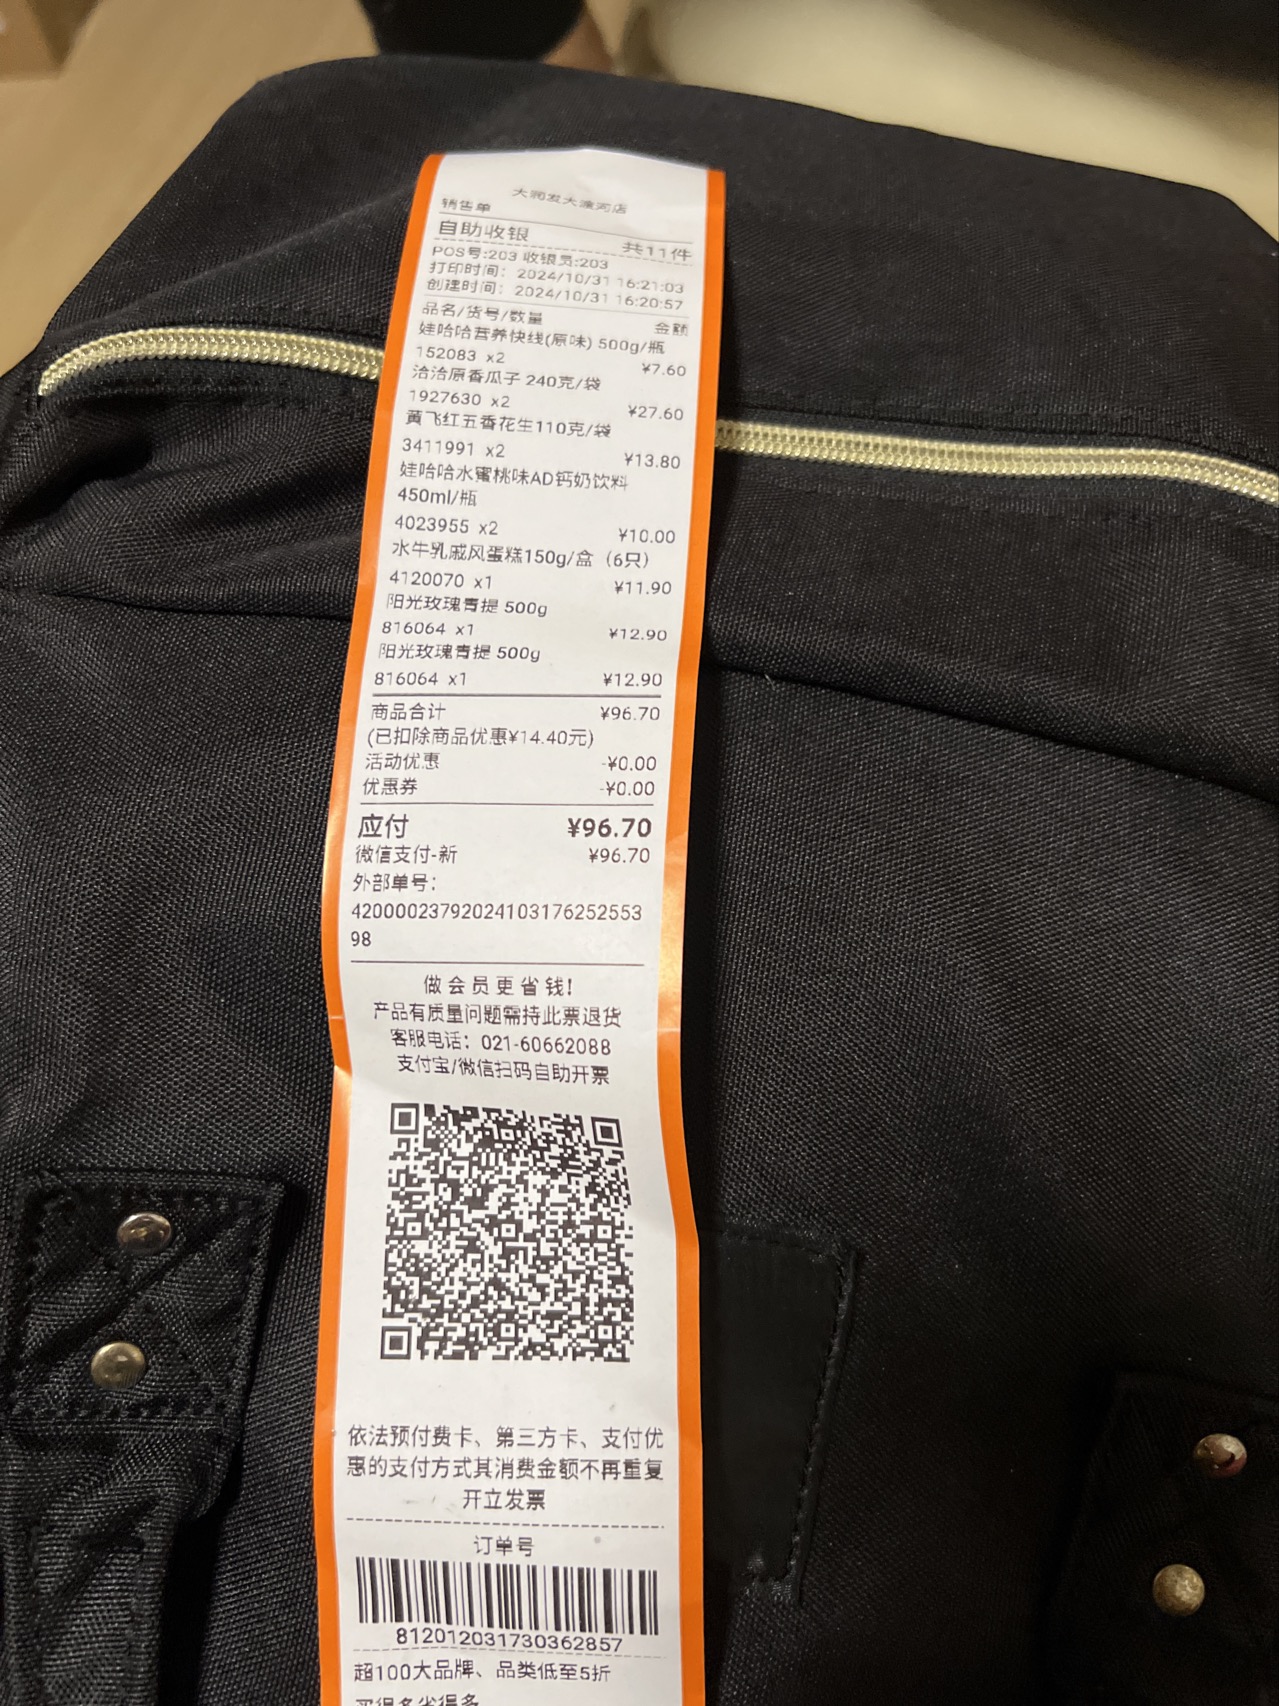 大润发大渡河店
销售单
自助收银 共11件
POS号:203 收银员:203
打印时间： 2024/10/31 16:21:03
创建时间： 2024/10/31 16:20:57
品名/货号/数量 金额
娃哈哈营养快线(原味) 500g/瓶
152083 x2 ¥7.60
洽洽原香瓜子 240克/袋
1927630 x2 ¥27.60
黄飞红五香花生110克/袋
3411991 x2 ¥13.80
娃哈哈水蜜桃味AD钙奶饮料
450ml/瓶
4023955 x2 ¥10.00
水牛乳戚风蛋糕150g/盒（6只）
4120070 x1 ¥11.90
阳光玫瑰青提 500g
816064 x1 ¥12.90
阳光玫瑰青提 500g
816064 x1 ¥12.90
商品合计 ¥96.70
(已扣除商品优惠¥14.40元)
活动优惠 -¥0.00
优惠券 -¥0.00
应付 ¥96.70
微信支付-新 ¥96.70
外部单号：
42000023792024103176252553
98
做会员更省钱！
产品有质量问题需持此票退货
客服电话：021-60662088
支付宝/微信扫码自助开票
依法预付费卡、第三方卡、支付优
惠的支付方式其消费金额不再重复
开立发票
订单号
812012031730362857
超100大品牌、品类低至5折
买得多省得多